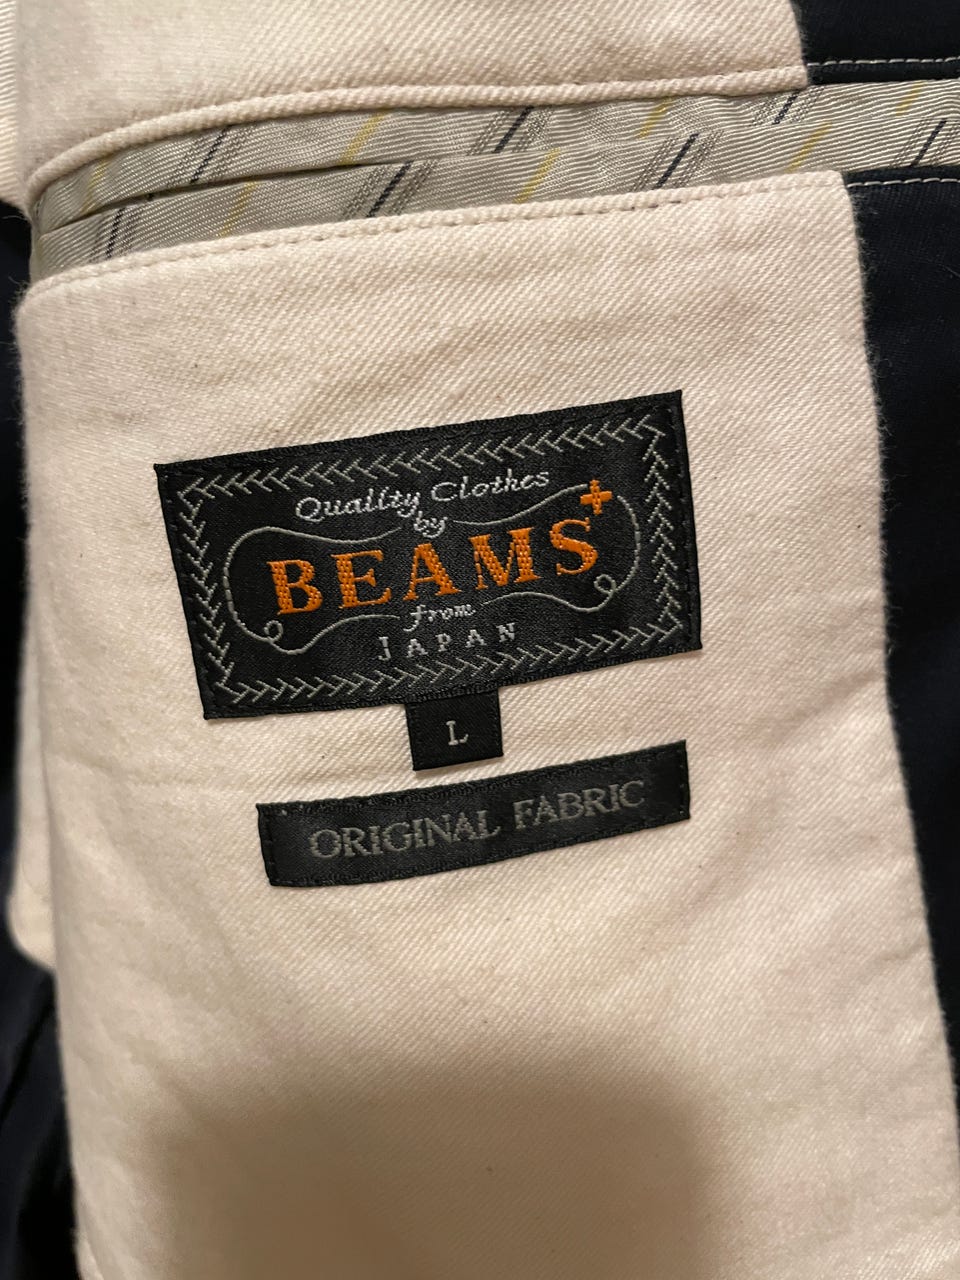 Quality Clothes
by
BEAMS+
from
JAPAN
L
ORIGINAL FABRIC